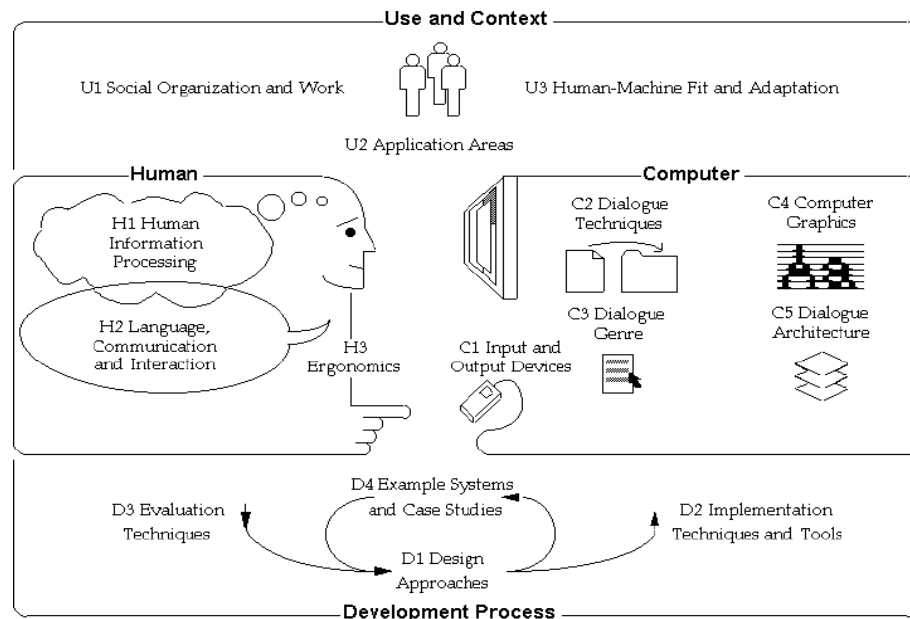 Use and Context
U1 Social Organization and Work
U3 Human-Machine Fit and Adaptation
U2 Application Areas
Human
H1 Human
Information
Processing
H2 Language,
Communication
and Interaction
H3
Ergonomics
Computer
C2 Dialogue
Techniques
C4 Computer
Graphics
C3 Dialogue
Genre
C5 Dialogue
Architecture
C1 Input and
Output Devices
D3 Evaluation
Techniques
D4 Example Systems
and Case Studies
D1 Design
Approaches
D2 Implementation
Techniques and Tools
Development Process